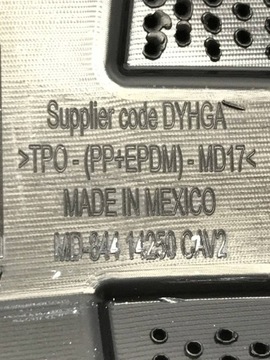 Supplier code DYHGA
>TPO - (PP+EPDM) - MD17<
MADE IN MEXICO
MD-844 14250 CAV2